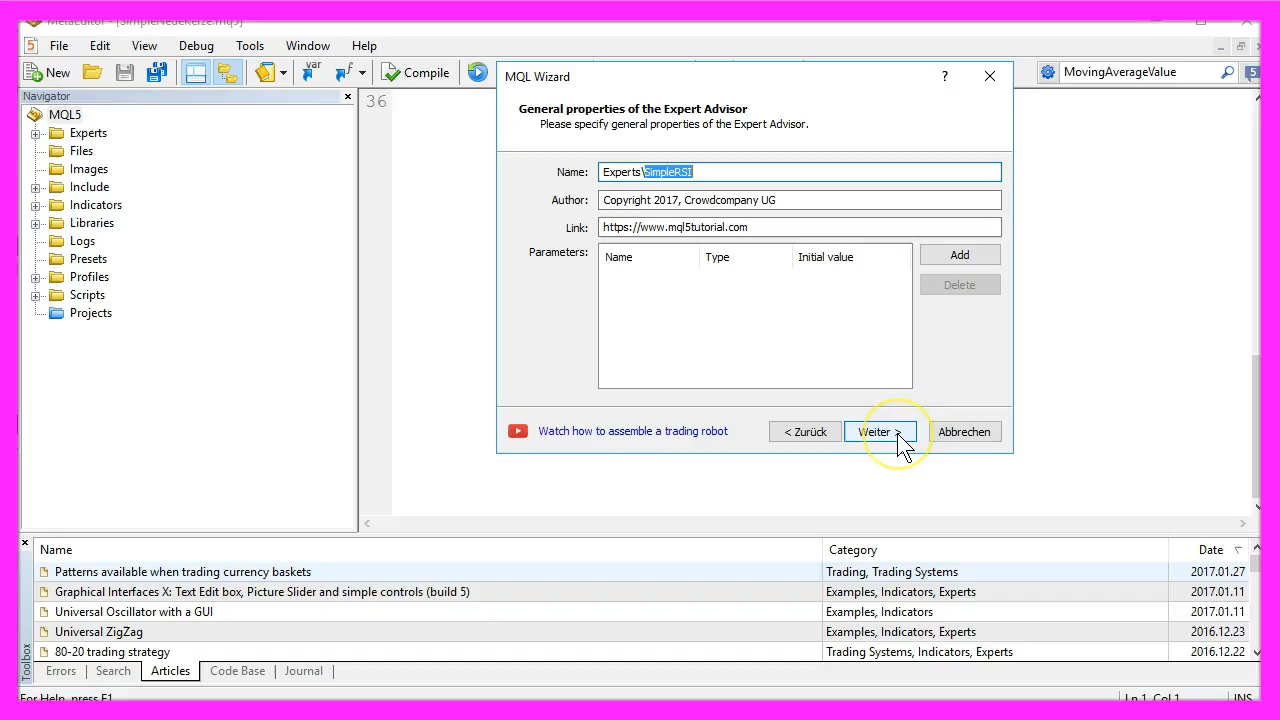 MetaEditor - [SimpleNeueKerze.mq5]
File Edit View Debug Tools Window Help
New var f Compile MovingAverageValue 5
Navigator
MQL5
Experts
Files
Images
Include
Indicators
Libraries
Logs
Presets
Profiles
Scripts
Projects
36
MQL Wizard ?
General properties of the Expert Advisor
Please specify general properties of the Expert Advisor.
Name: Experts\SimpleRSI
Author: Copyright 2017, Crowdcompany UG
Link: https://www.mql5tutorial.com
Parameters: Name Type Initial value
Add
Delete
Watch how to assemble a trading robot < Zurück Weiter > Abbrechen
Name Category Date
Patterns available when trading currency baskets Trading, Trading Systems 2017.01.27
Graphical Interfaces X: Text Edit box, Picture Slider and simple controls (build 5) Examples, Indicators, Experts 2017.01.11
Universal Oscillator with a GUI Examples, Indicators 2017.01.11
Universal ZigZag Examples, Indicators, Experts 2016.12.23
80-20 trading strategy Trading Systems, Indicators, Experts 2016.12.22
Toolbox
Errors Search Articles Code Base Journal
For Help, press F1 Ln 1, Col 1 INS